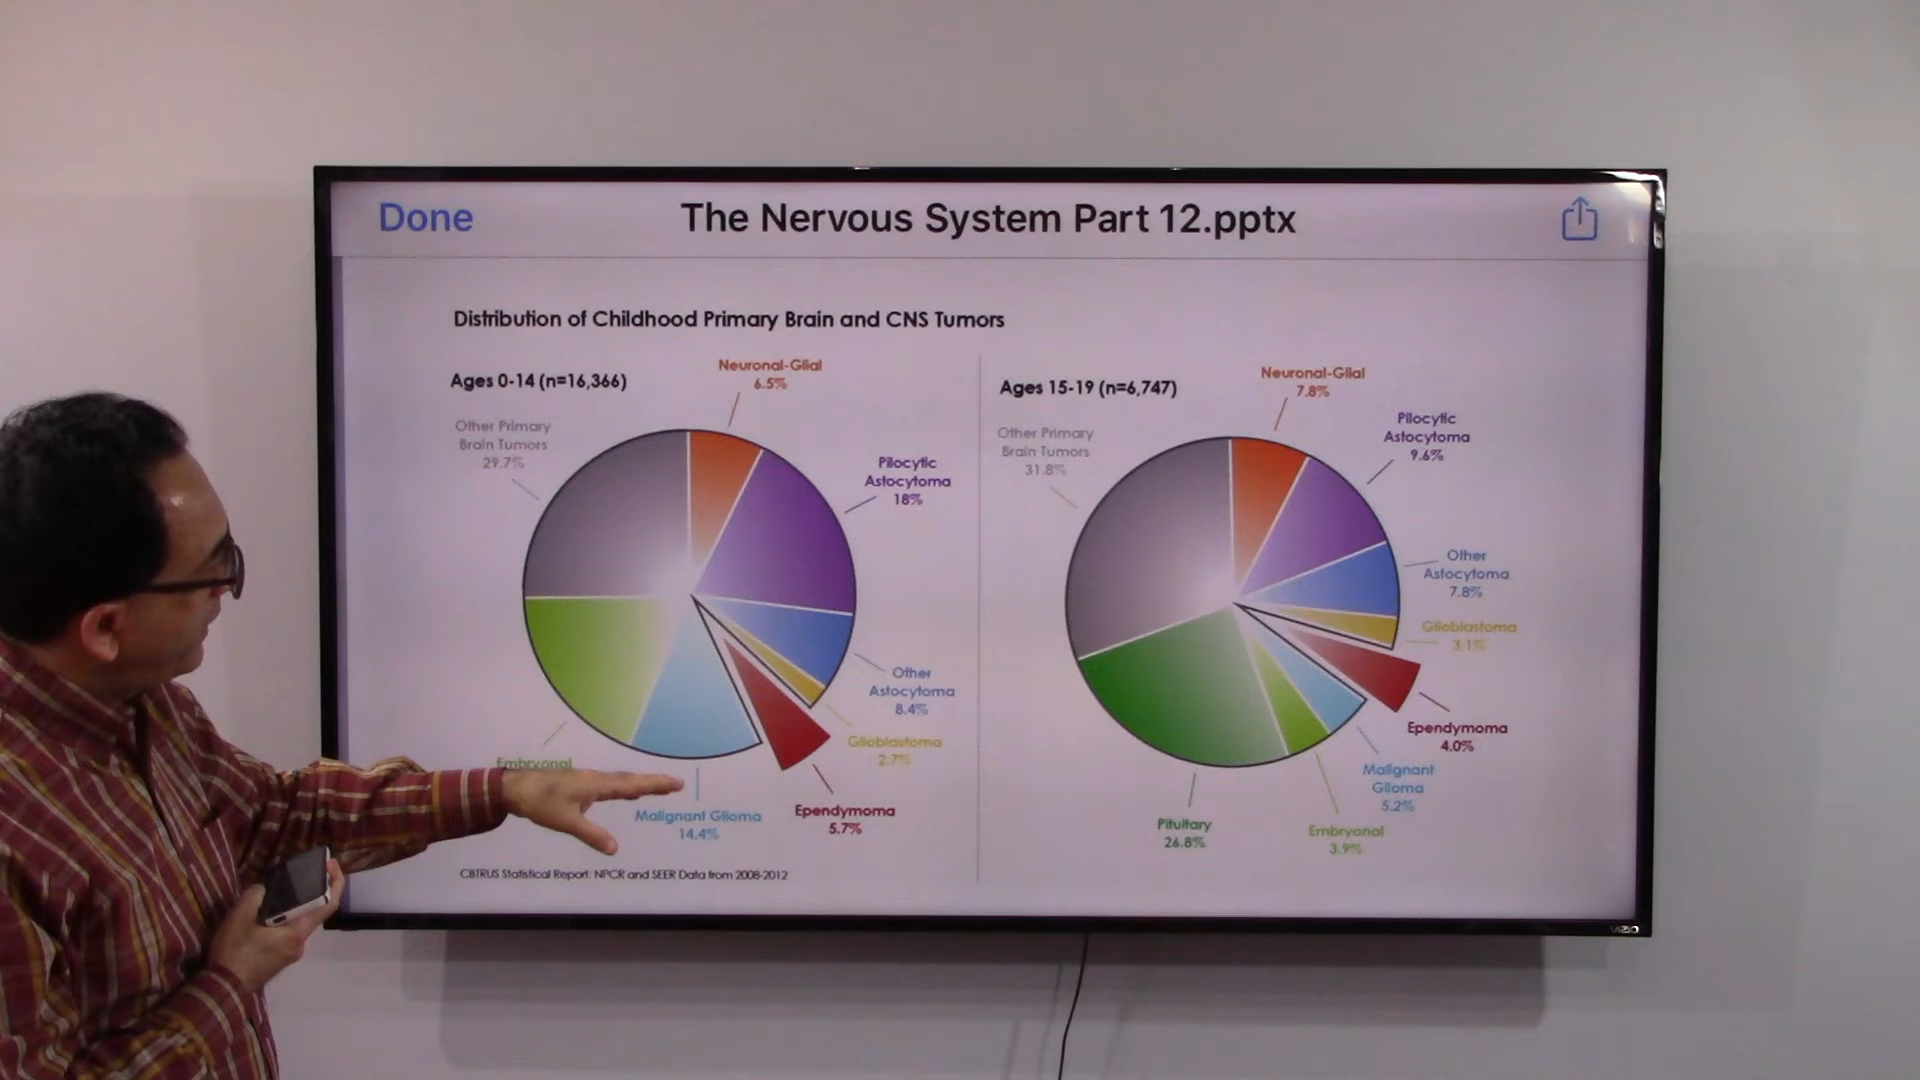 Done
The Nervous System Part 12.pptx
Distribution of Childhood Primary Brain and CNS Tumors
Ages 0-14 (n=16,366)
Neuronal-Glial
6.5%
Other Primary
Brain Tumors
29.7%
Pilocytic
Astocytoma
18%
Other
Astocytoma
8.4%
Glioblastoma
2.7%
Ependymoma
5.7%
Malignant Glioma
14.4%
Embryonal
CBTRUS Statistical Report: NPCR and SEER Data from 2008-2012
Ages 15-19 (n=6,747)
Neuronal-Glial
7.8%
Other Primary
Brain Tumors
31.8%
Pilocytic
Astocytoma
9.6%
Other
Astocytoma
7.8%
Glioblastoma
3.1%
Ependymoma
4.0%
Malignant
Glioma
5.2%
Embryonal
3.9%
Pituitary
26.8%
VIZIO